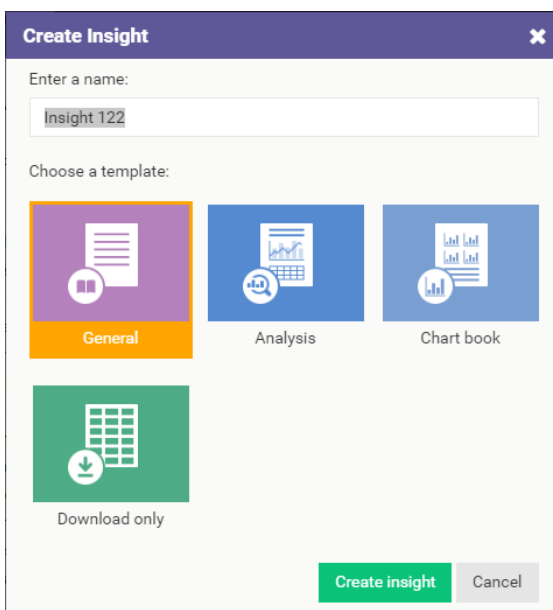 Create Insight
Enter a name:
Insight 122
Choose a template:
General
Analysis
Chart book
Download only
Create insight
Cancel